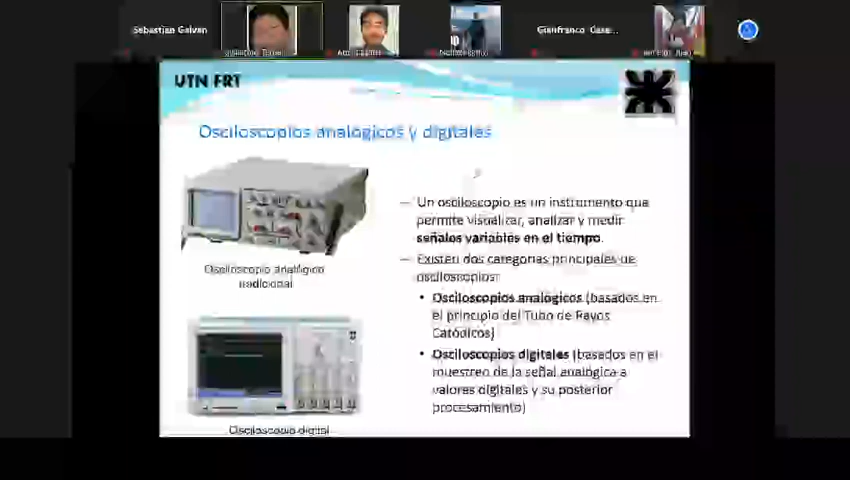 Sebastian Galvan
Gianfranco Case...
UTN FRT
Osciloscopios analógicos y digitales
— Un osciloscopio es un instrumento que
permite visualizar, analizar y medir
señales variables en el tiempo.
— Existen dos categorías principales de
osciloscopios:
• Osciloscopios analógicos (basados en
el principio del Tubo de Rayos
Catódicos)
• Osciloscopios digitales (basados en el
muestreo de la señal analógica a
valores digitales y su posterior
procesamiento)
Osciloscopio analógico
tradicional
Osciloscopio digital